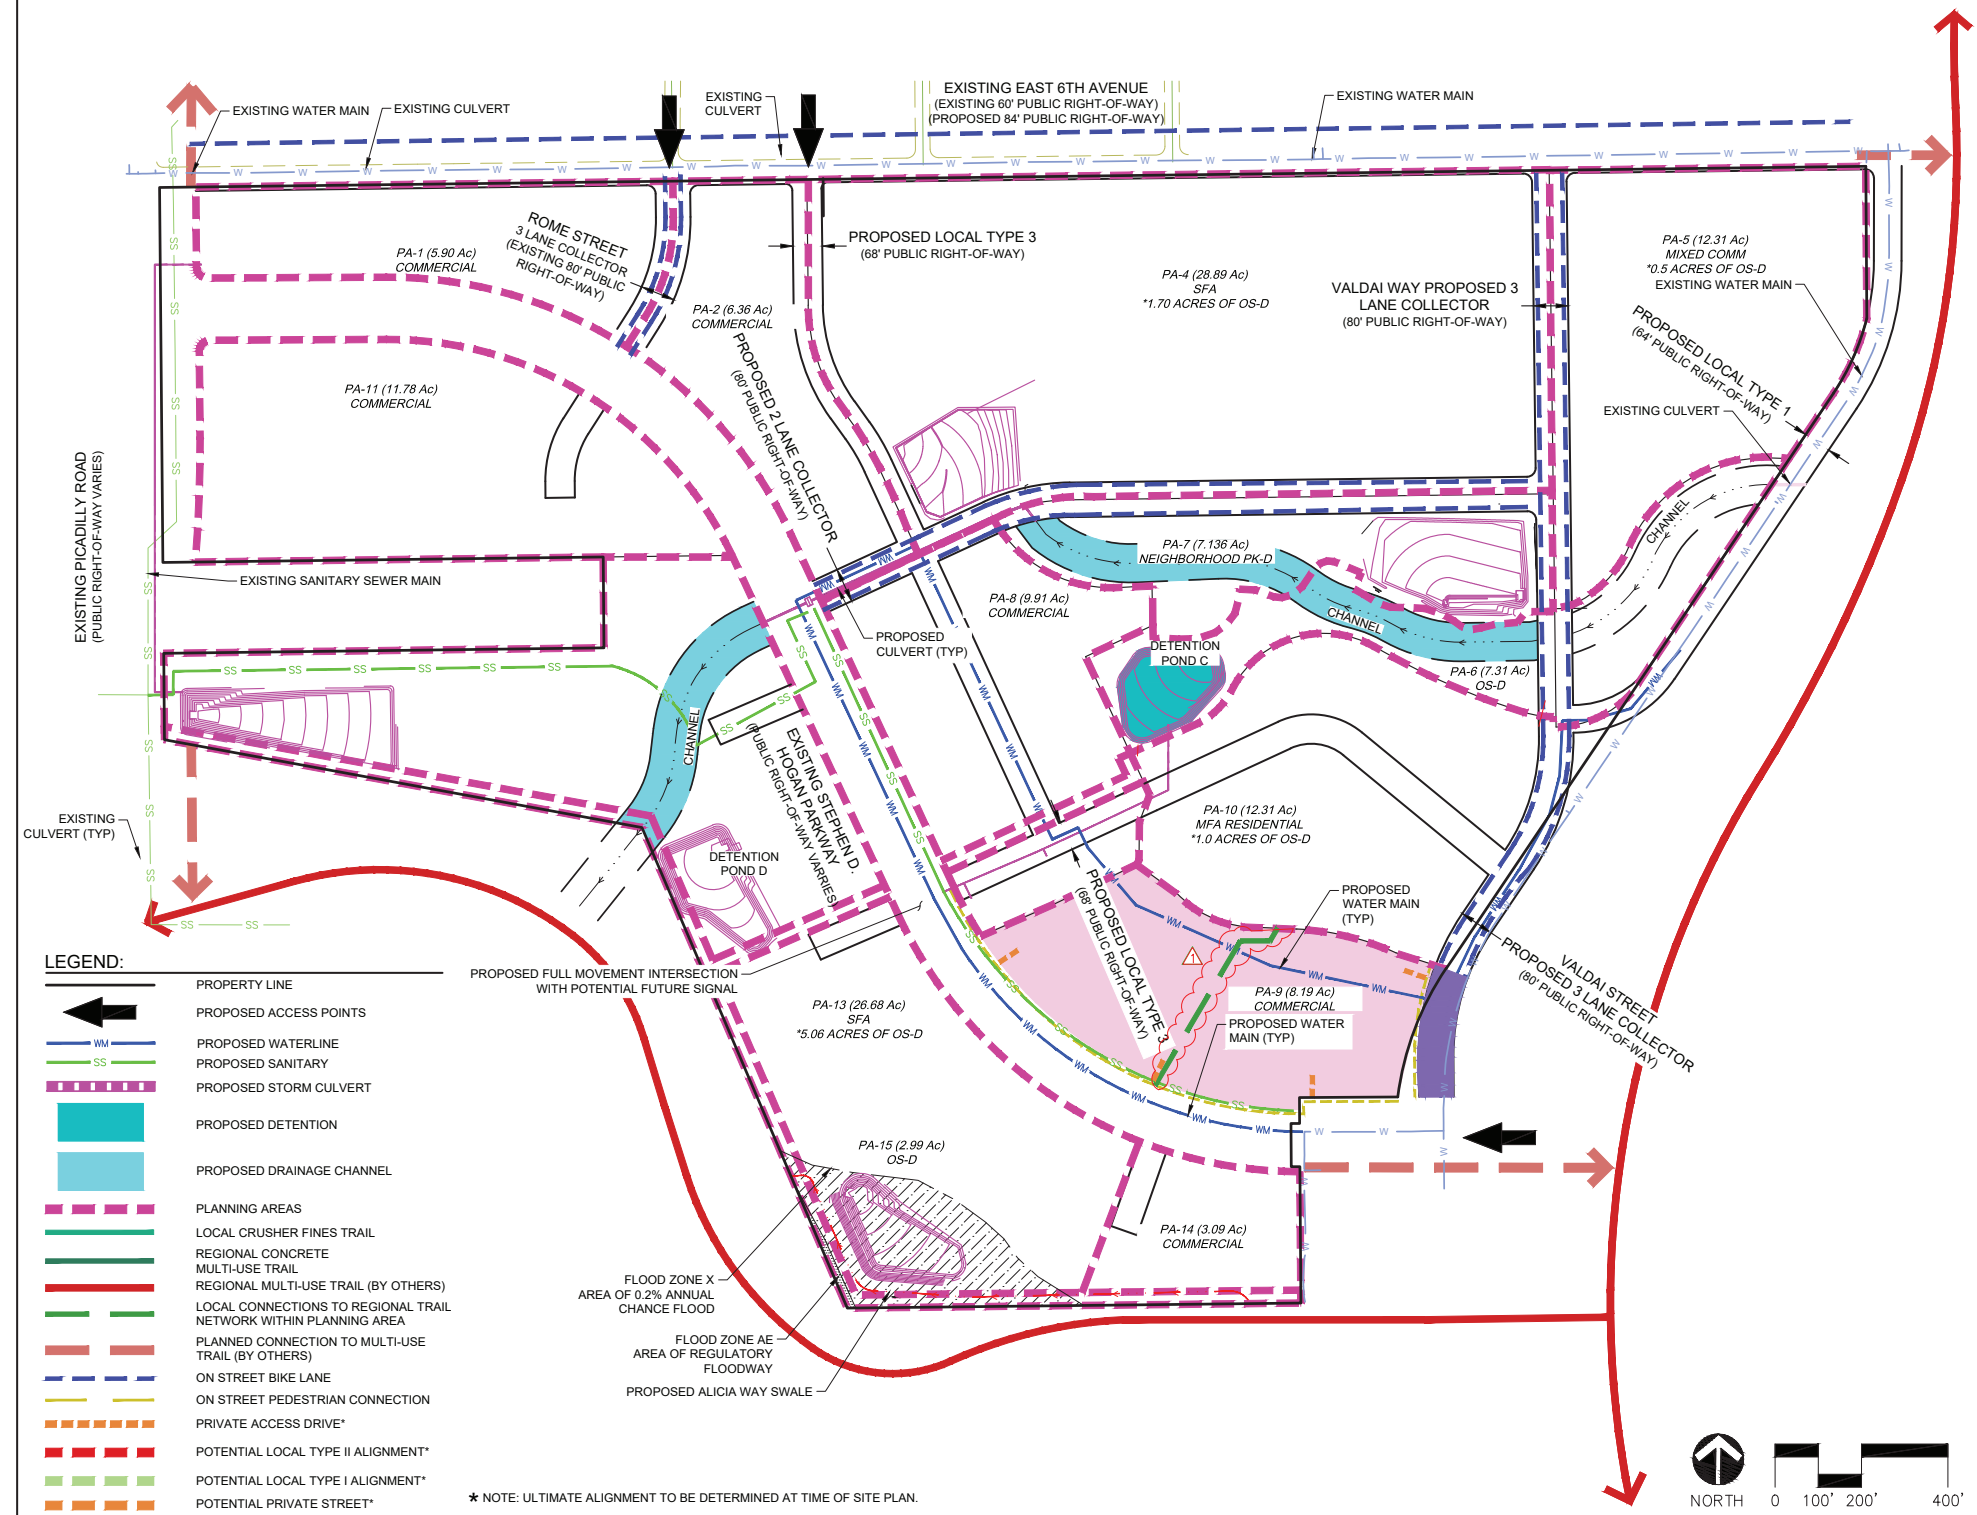 EXISTING WATER MAIN
EXISTING CULVERT
EXISTING
CULVERT
EXISTING EAST 6TH AVENUE
(EXISTING 60' PUBLIC RIGHT-OF-WAY)
(PROPOSED 84' PUBLIC RIGHT-OF-WAY)
EXISTING WATER MAIN
PA-1 (5.90 Ac)
COMMERCIAL
ROME STREET
3 LANE COLLECTOR
(EXISTING 80' PUBLIC
RIGHT-OF-WAY)
PROPOSED LOCAL TYPE 3
(68' PUBLIC RIGHT-OF-WAY)
PA-2 (6.36 Ac)
COMMERCIAL
PA-4 (28.89 Ac)
SFA
*1.70 ACRES OF OS-D
VALDAI WAY PROPOSED 3
LANE COLLECTOR
(80' PUBLIC RIGHT-OF-WAY)
PA-5 (12.31 Ac)
MIXED COMM
*0.5 ACRES OF OS-D
EXISTING WATER MAIN
PROPOSED LOCAL TYPE 1
(64' PUBLIC RIGHT-OF-WAY)
EXISTING CULVERT
PA-11 (11.78 Ac)
COMMERCIAL
PROPOSED 2 LANE COLLECTOR
(80' PUBLIC RIGHT-OF-WAY)
EXISTING PICADILLY ROAD
(PUBLIC RIGHT-OF-WAY VARIES)
EXISTING SANITARY SEWER MAIN
CHANNEL
PA-7 (7.136 Ac)
NEIGHBORHOOD PK-D
PA-8 (9.91 Ac)
COMMERCIAL
CHANNEL
PROPOSED
CULVERT (TYP)
DETENTION
POND C
PA-6 (7.31 Ac)
OS-D
CHANNEL
EXISTING STEPHEN D.
HOGAN PARKWAY
(PUBLIC RIGHT-OF-WAY VARRIES)
EXISTING
CULVERT (TYP)
DETENTION
POND D
PA-10 (12.31 Ac)
MFA RESIDENTIAL
*1.0 ACRES OF OS-D
PROPOSED LOCAL TYPE 3
(68' PUBLIC RIGHT-OF-WAY)
PROPOSED
WATER MAIN
(TYP)
1
PA-9 (8.19 Ac)
COMMERCIAL
PROPOSED WATER
MAIN (TYP)
VALDAI STREET
PROPOSED 3 LANE COLLECTOR
(80' PUBLIC RIGHT-OF-WAY)
PROPOSED FULL MOVEMENT INTERSECTION
WITH POTENTIAL FUTURE SIGNAL
PA-13 (26.68 Ac)
SFA
*5.06 ACRES OF OS-D
PA-15 (2.99 Ac)
OS-D
PA-14 (3.09 Ac)
COMMERCIAL
FLOOD ZONE X
AREA OF 0.2% ANNUAL
CHANCE FLOOD
FLOOD ZONE AE
AREA OF REGULATORY
FLOODWAY
PROPOSED ALICIA WAY SWALE
LEGEND:
PROPERTY LINE
PROPOSED ACCESS POINTS
WM PROPOSED WATERLINE
SS PROPOSED SANITARY
PROPOSED STORM CULVERT
PROPOSED DETENTION
PROPOSED DRAINAGE CHANNEL
PLANNING AREAS
LOCAL CRUSHER FINES TRAIL
REGIONAL CONCRETE
MULTI-USE TRAIL
REGIONAL MULTI-USE TRAIL (BY OTHERS)
LOCAL CONNECTIONS TO REGIONAL TRAIL
NETWORK WITHIN PLANNING AREA
PLANNED CONNECTION TO MULTI-USE
TRAIL (BY OTHERS)
ON STREET BIKE LANE
ON STREET PEDESTRIAN CONNECTION
PRIVATE ACCESS DRIVE*
POTENTIAL LOCAL TYPE II ALIGNMENT*
POTENTIAL LOCAL TYPE I ALIGNMENT*
POTENTIAL PRIVATE STREET*
* NOTE: ULTIMATE ALIGNMENT TO BE DETERMINED AT TIME OF SITE PLAN.
NORTH
0 100' 200' 400'